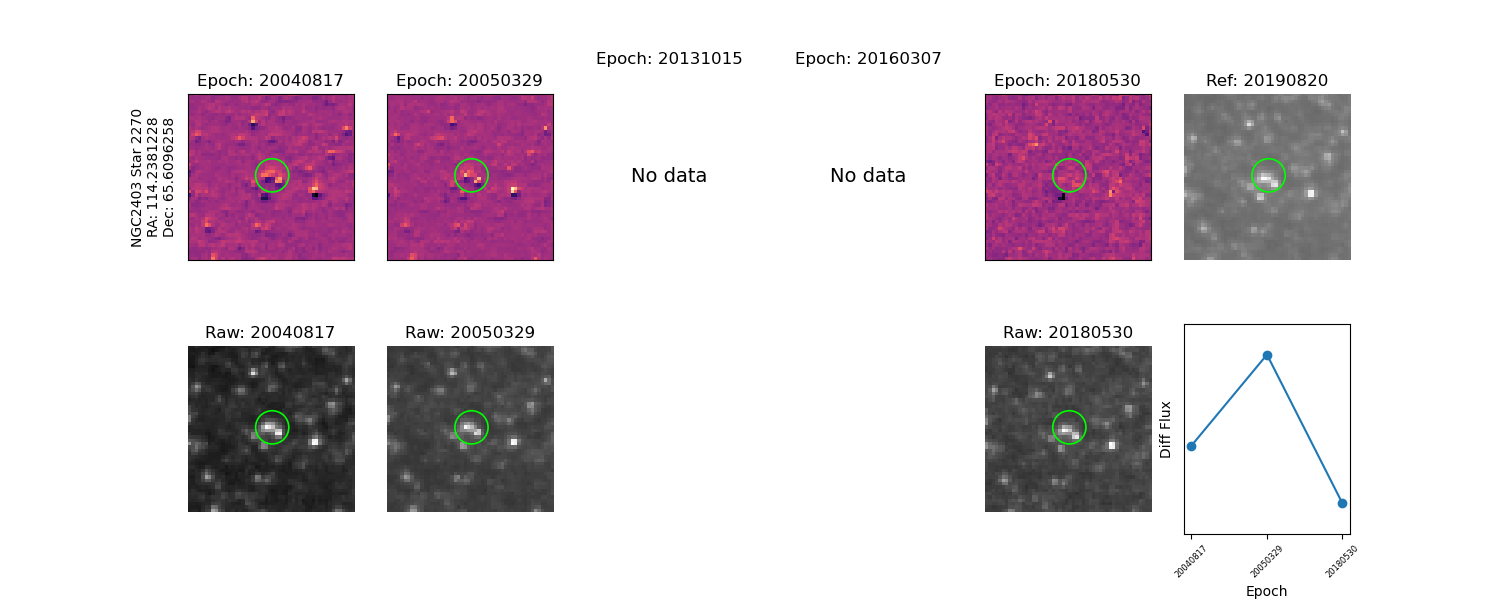 Epoch: 20131015
Epoch: 20160307
Epoch: 20040817
Epoch: 20050329
Epoch: 20180530
Ref: 20190820
NGC2403 Star 2270
RA: 114.2381228
Dec: 65.6096258
No data
No data
Raw: 20040817
Raw: 20050329
Raw: 20180530
Diff Flux
20040817
20050329
20180530
Epoch